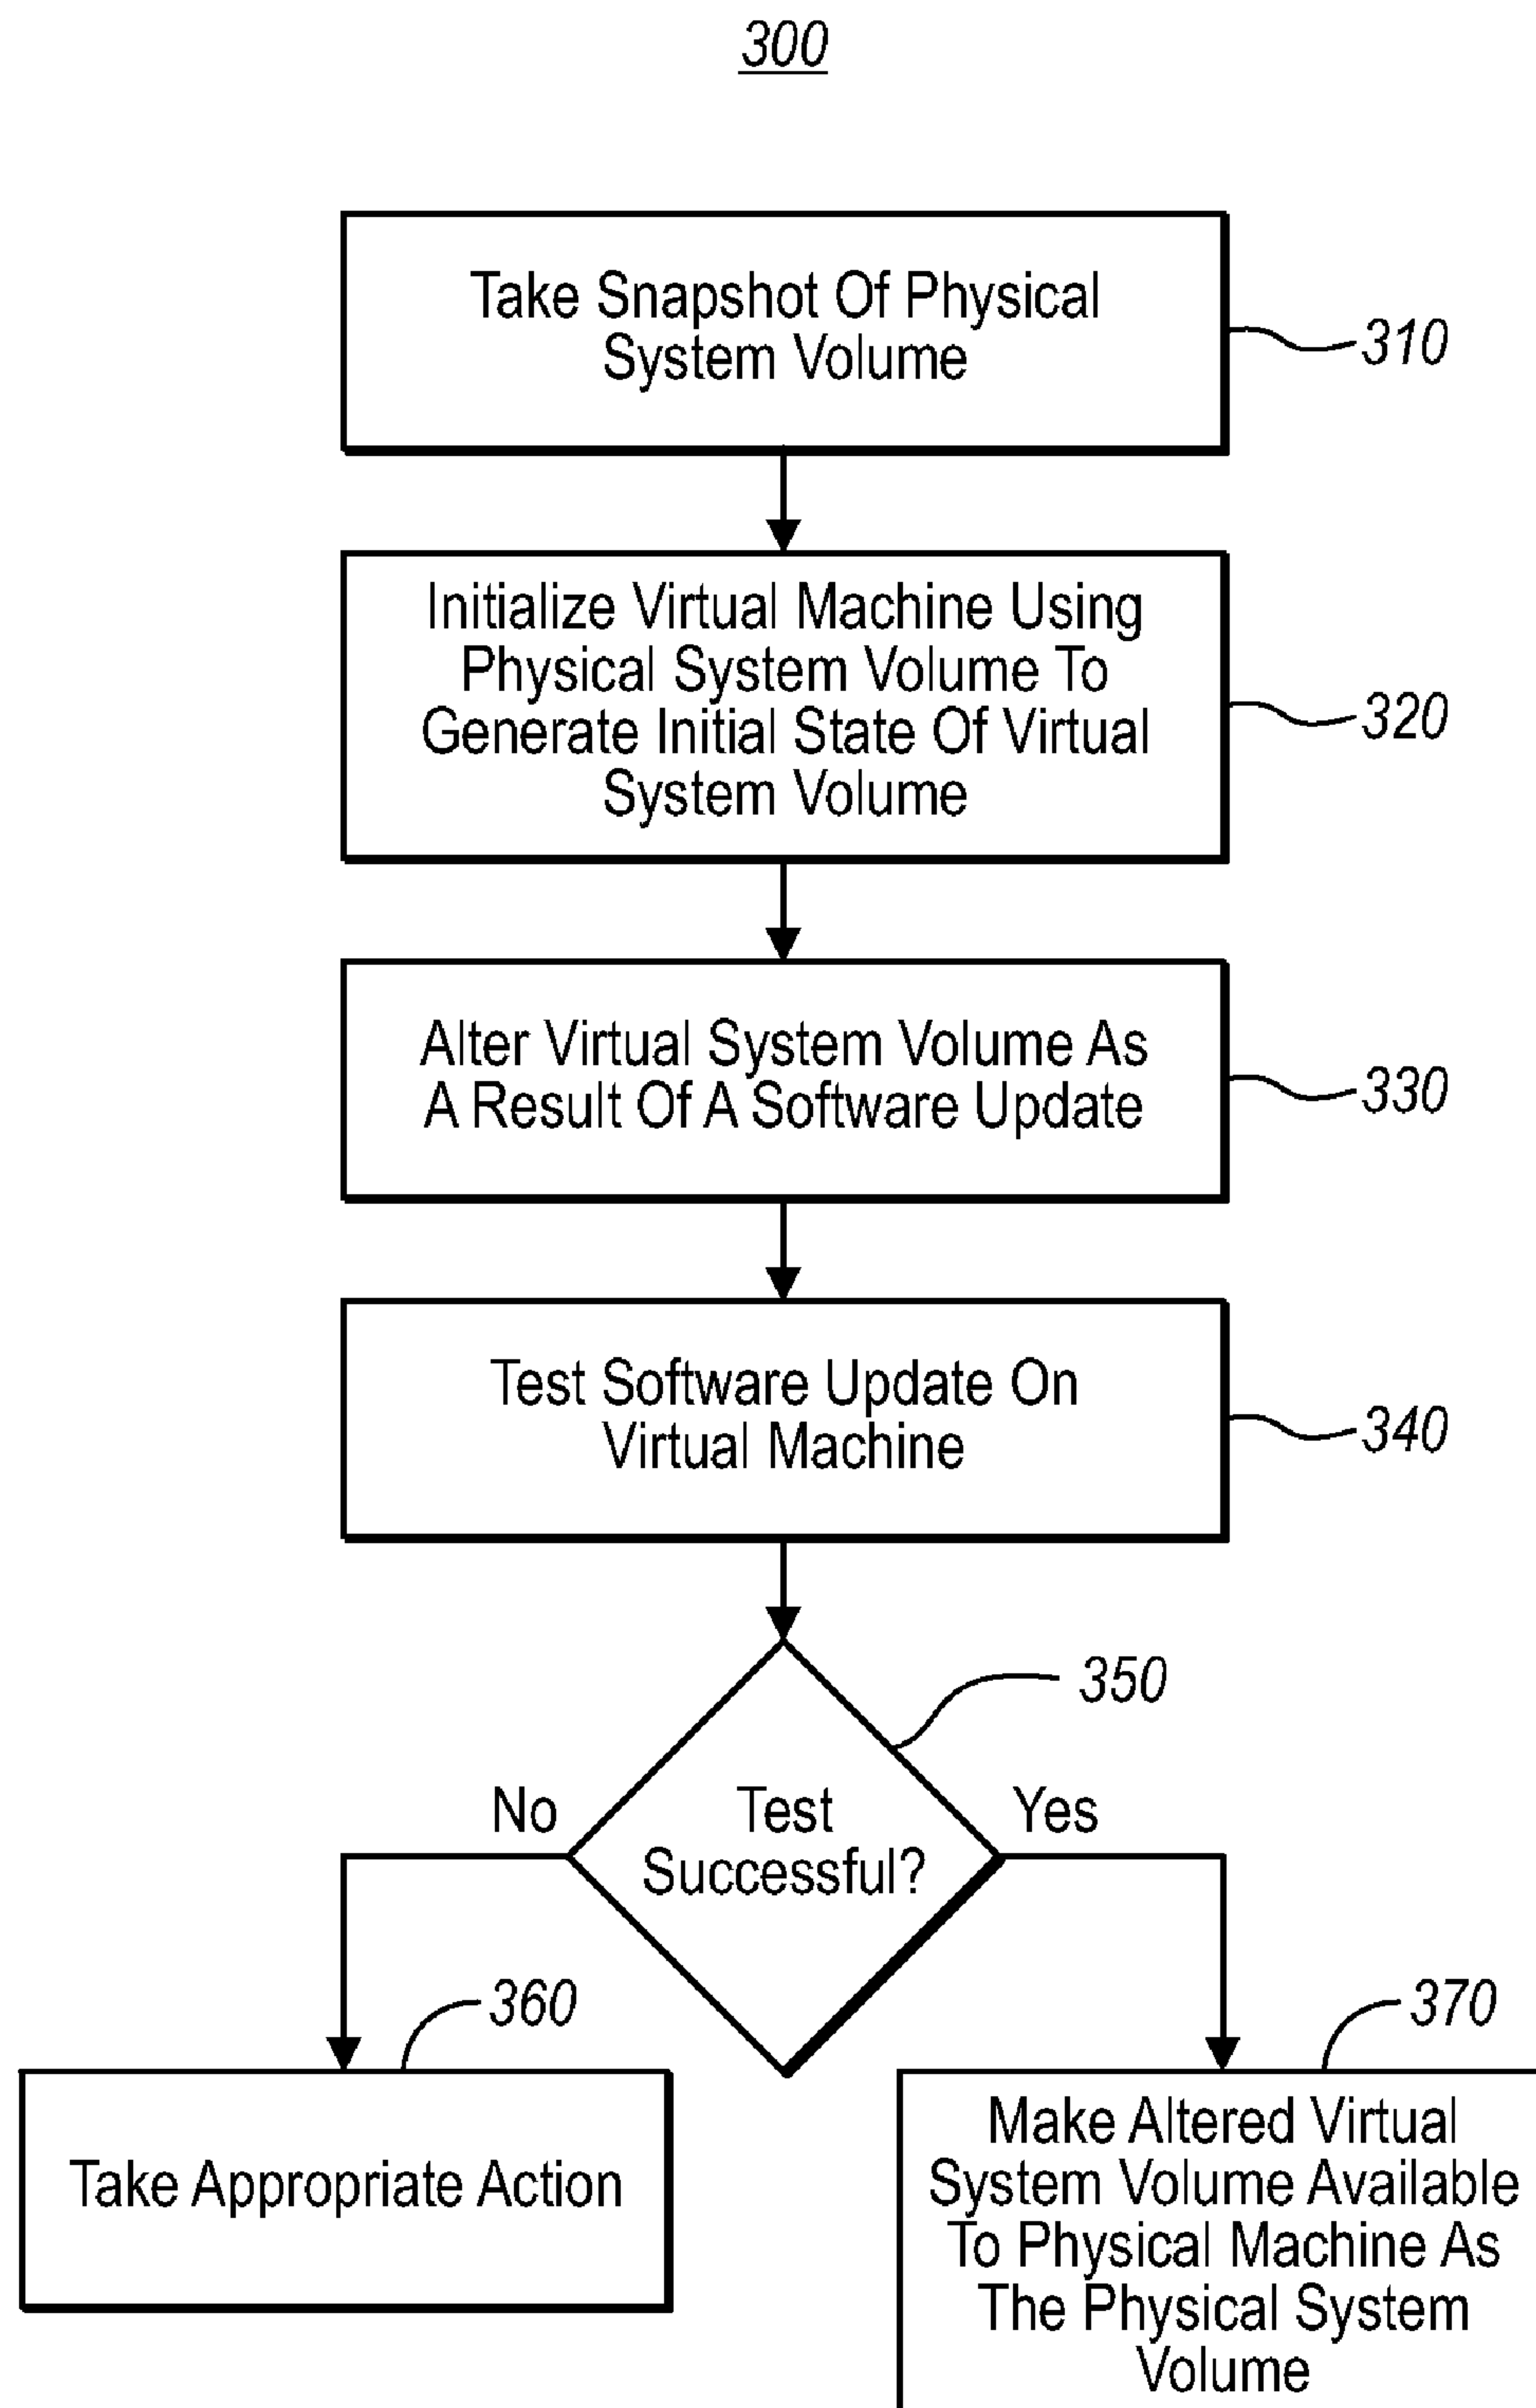 300
Take Snapshot Of Physical
System Volume
310
Initialize Virtual Machine Using
Physical System Volume To
Generate Initial State Of Virtual
System Volume
320
Alter Virtual System Volume As
A Result Of A Software Update
330
Test Software Update On
Virtual Machine
340
350
No
Test
Successful?
Yes
360
Take Appropriate Action
370
Make Altered Virtual
System Volume Available
To Physical Machine As
The Physical System
Volume